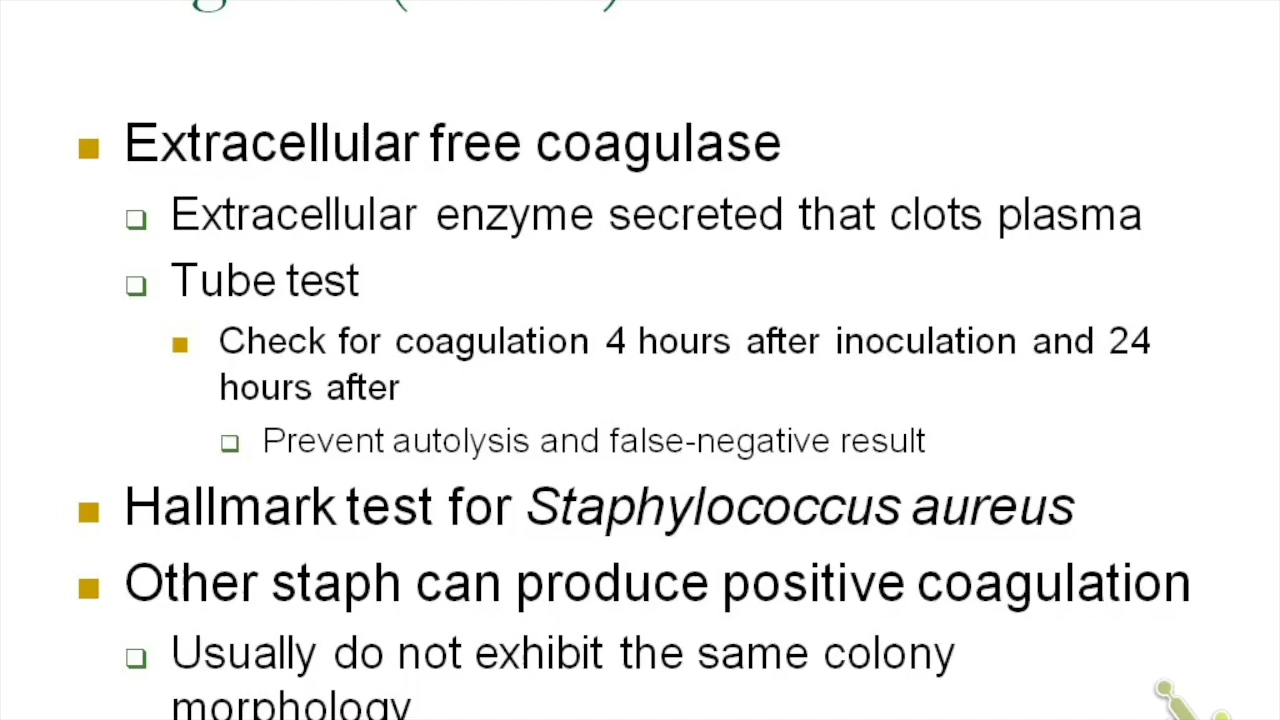 Extracellular free coagulase
Extracellular enzyme secreted that clots plasma
Tube test
Check for coagulation 4 hours after inoculation and 24
hours after
Prevent autolysis and false-negative result
Hallmark test for Staphylococcus aureus
Other staph can produce positive coagulation
Usually do not exhibit the same colony
morphology